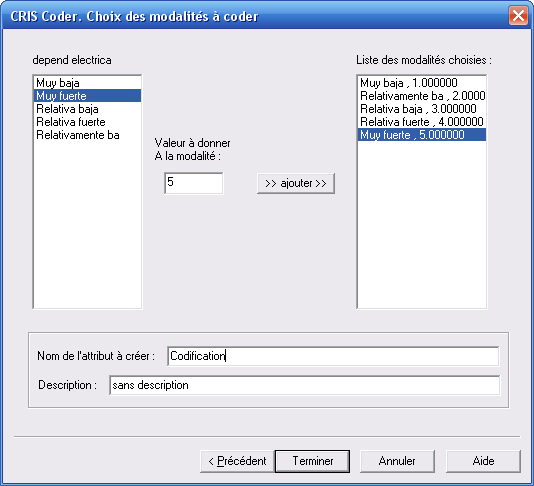 CRIS Coder. Choix des modalités à coder
depend electrica
Liste des modalités choisies :
Muy baja
Muy fuerte
Relativa baja
Relativa fuerte
Relativamente ba
Muy baja , 1.000000
Relativamente ba , 2.0000
Relativa baja , 3.000000
Relativa fuerte , 4.000000
Muy fuerte , 5.000000
Valeur à donner
A la modalité :
5
>> ajouter >>
Nom de l'attribut à créer : Codification
Description : sans description
< Précédent Terminer Annuler Aide